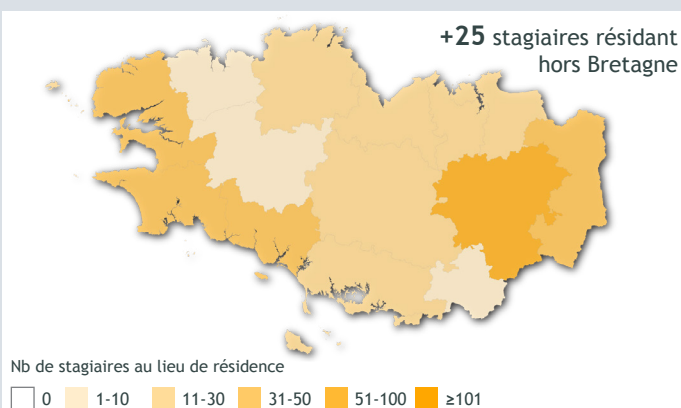 +25 stagiaires résidant
hors Bretagne
Nb de stagiaires au lieu de résidence
0 1-10 11-30 31-50 51-100 ≥101